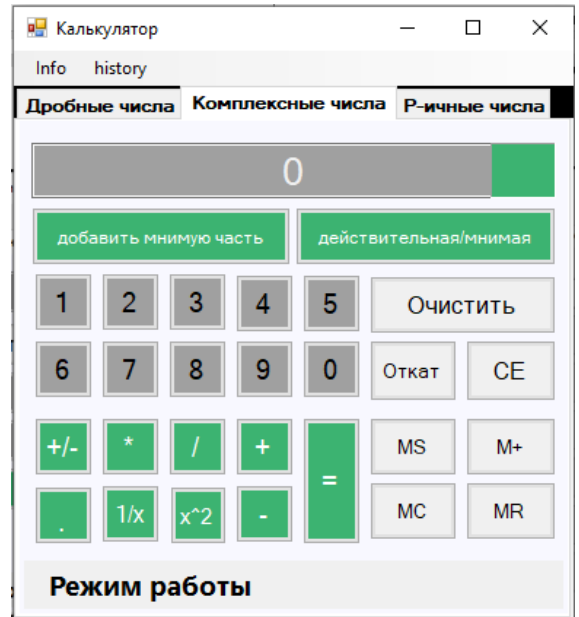 Калькулятор
Info history
Дробные числа Комплексные числа Р-ичные числа
0
добавить мнимую часть действительная/мнимая
1 2 3 4 5 Очистить
6 7 8 9 0 Откат CE
+/- * / + = MS M+
. 1/x x^2 - MC MR
Режим работы